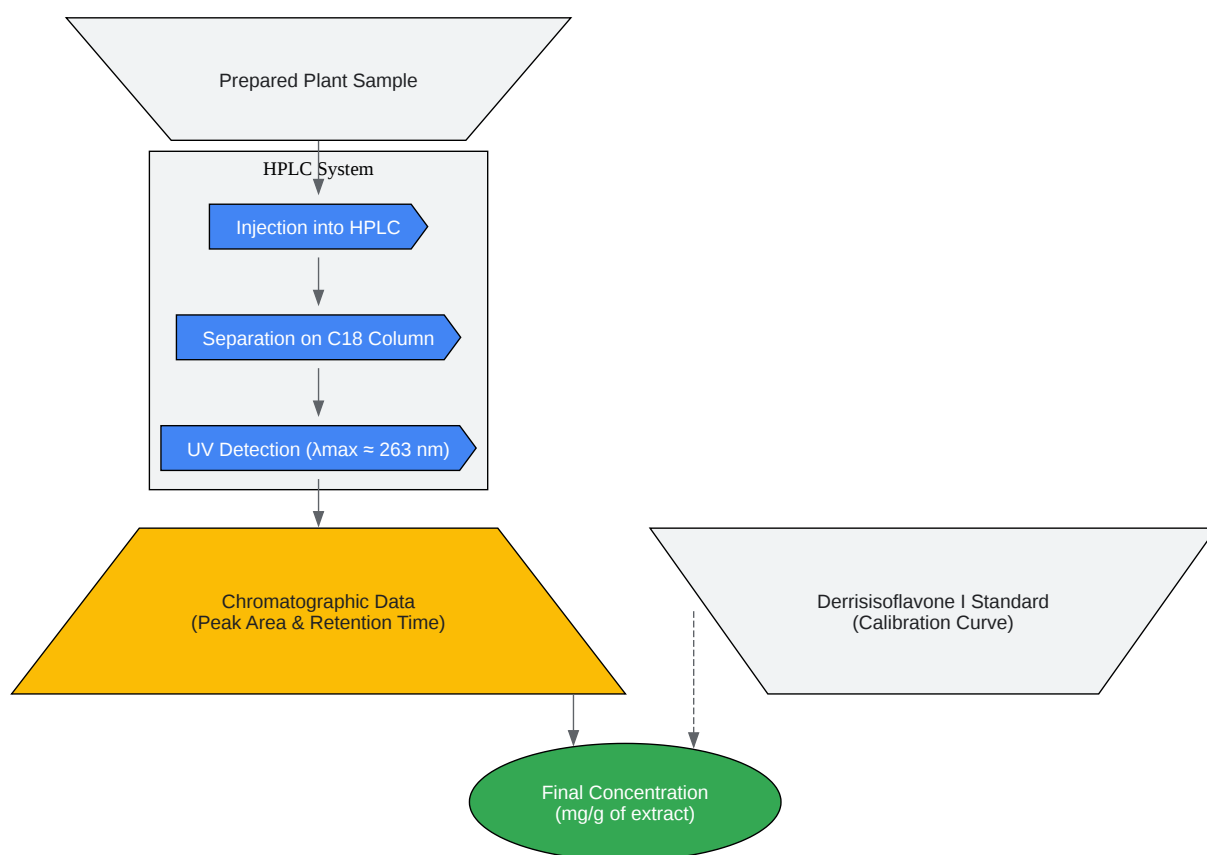 Prepared Plant Sample
HPLC System
Injection into HPLC
Separation on C18 Column
UV Detection (λmax ≈ 263 nm)
Chromatographic Data
(Peak Area & Retention Time)
Derrisisoflavone I Standard
(Calibration Curve)
Final Concentration
(mg/g of extract)